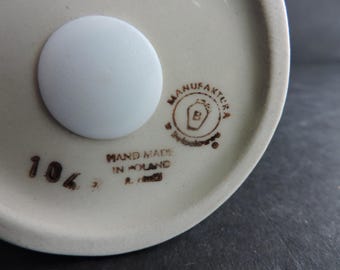 MANUFAKTURA
B
104
HAND MADE
IN POLAND